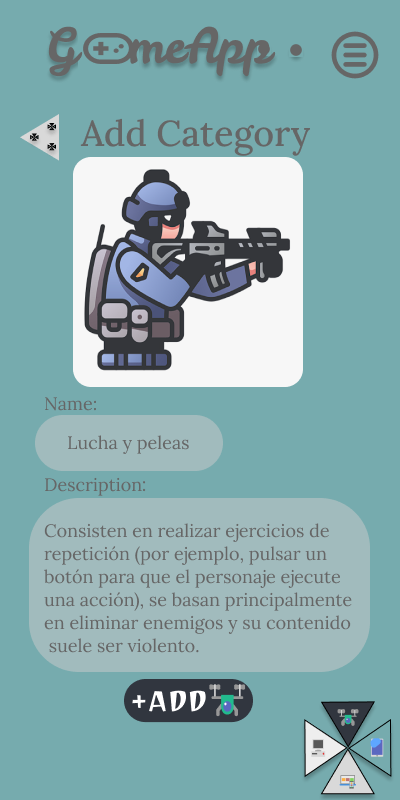 GameApp
Add Category
Name:
Lucha y peleas
Description:
Consisten en realizar ejercicios de
repetición (por ejemplo, pulsar un
botón para que el personaje ejecute
una acción), se basan principalmente
en eliminar enemigos y su contenido
suele ser violento.
+ADD